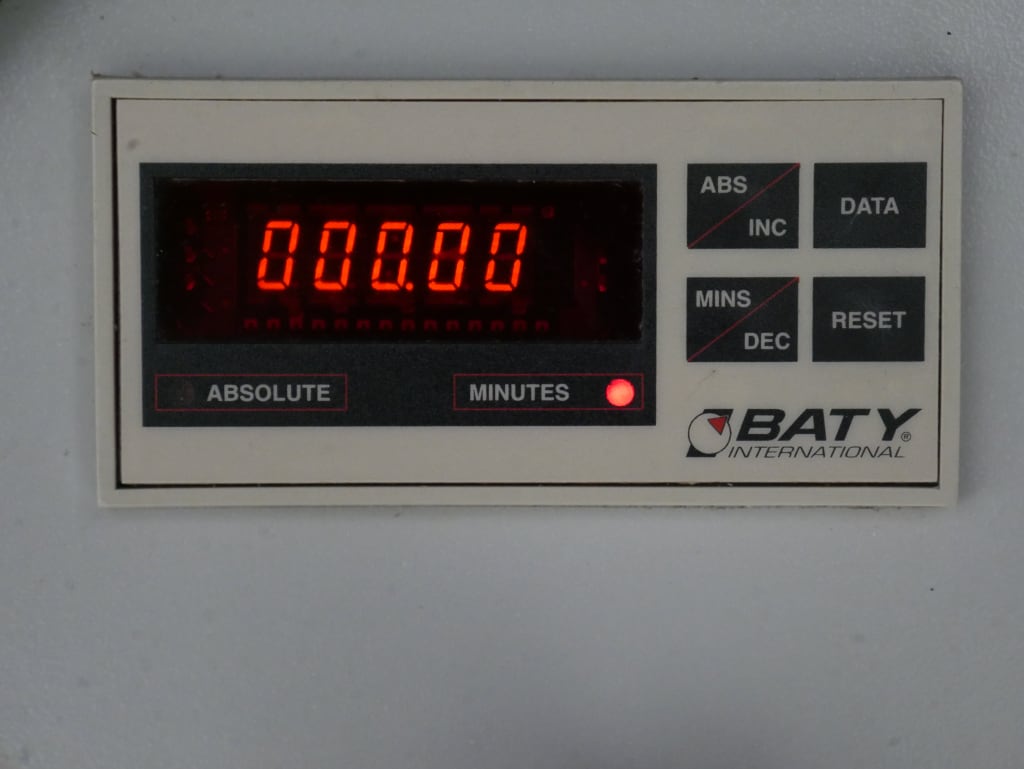 000.00
ABSOLUTE
MINUTES
ABS
INC
DATA
MINS
DEC
RESET
BATY®
INTERNATIONAL